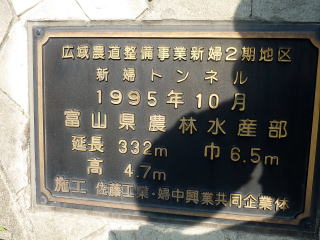 広域農道整備事業新婦2期地区
新婦トンネル
1995年10月
富山県農林水産部
延長 332m 巾 6.5m
高 4.7m
施工 佐藤工業・婦中興業共同企業体